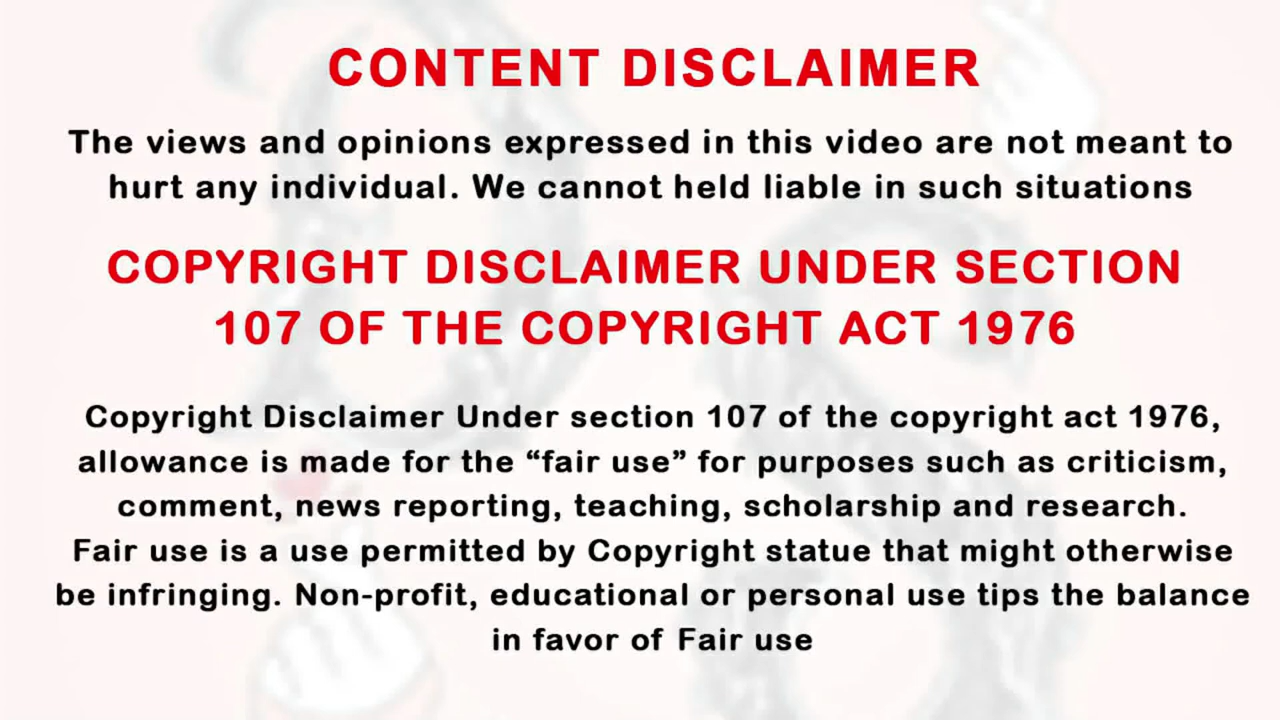 CONTENT DISCLAIMER
The views and opinions expressed in this video are not meant to
hurt any individual. We cannot held liable in such situations
COPYRIGHT DISCLAIMER UNDER SECTION
107 OF THE COPYRIGHT ACT 1976
Copyright Disclaimer Under section 107 of the copyright act 1976,
allowance is made for the “fair use” for purposes such as criticism,
comment, news reporting, teaching, scholarship and research.
Fair use is a use permitted by Copyright statue that might otherwise
be infringing. Non-profit, educational or personal use tips the balance
in favor of Fair use